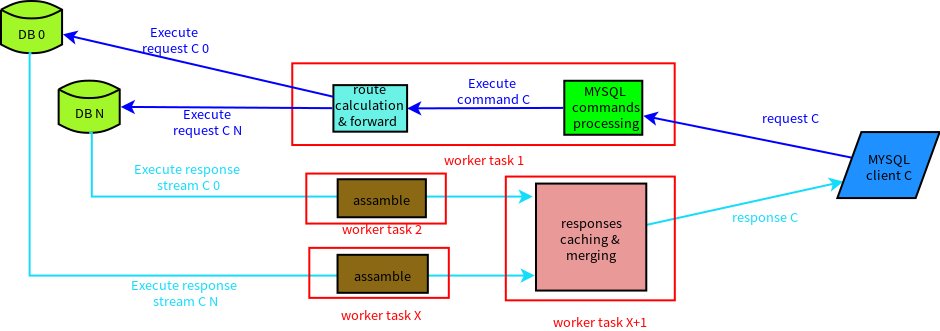 DB 0
Execute
request C 0
DB N
Execute
request C N
route
calculation
& forward
Execute
command C
MYSQL
commands
processing
worker task 1
request C
MYSQL
client C
Execute response
stream C 0
assamble
worker task 2
responses
caching &
merging
response C
Execute response
stream C N
assamble
worker task X
worker task X+1